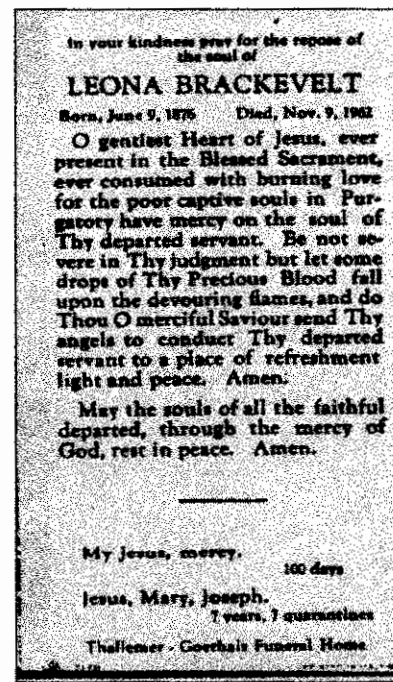 In your kindness pray for the repose of
the soul of
LEONA BRACKEVELT
Born, June 9, 1876 Died, Nov. 9, 1962
O gentlest Heart of Jesus, ever
present in the Blessed Sacrament,
ever consumed with burning love
for the poor captive souls in Pur-
gatory have mercy on the soul of
Thy departed servant. Be not se-
vere in Thy judgment but let some
drops of Thy Precious Blood fall
upon the devouring flames, and do
Thou O merciful Saviour send Thy
angels to conduct Thy departed
servant to a place of refreshment
light and peace. Amen.
May the souls of all the faithful
departed, through the mercy of
God, rest in peace. Amen.
My Jesus, mercy.
100 days
Jesus, Mary, Joseph.
7 years, 7 quarantines
Thallemer - Goethals Funeral Home